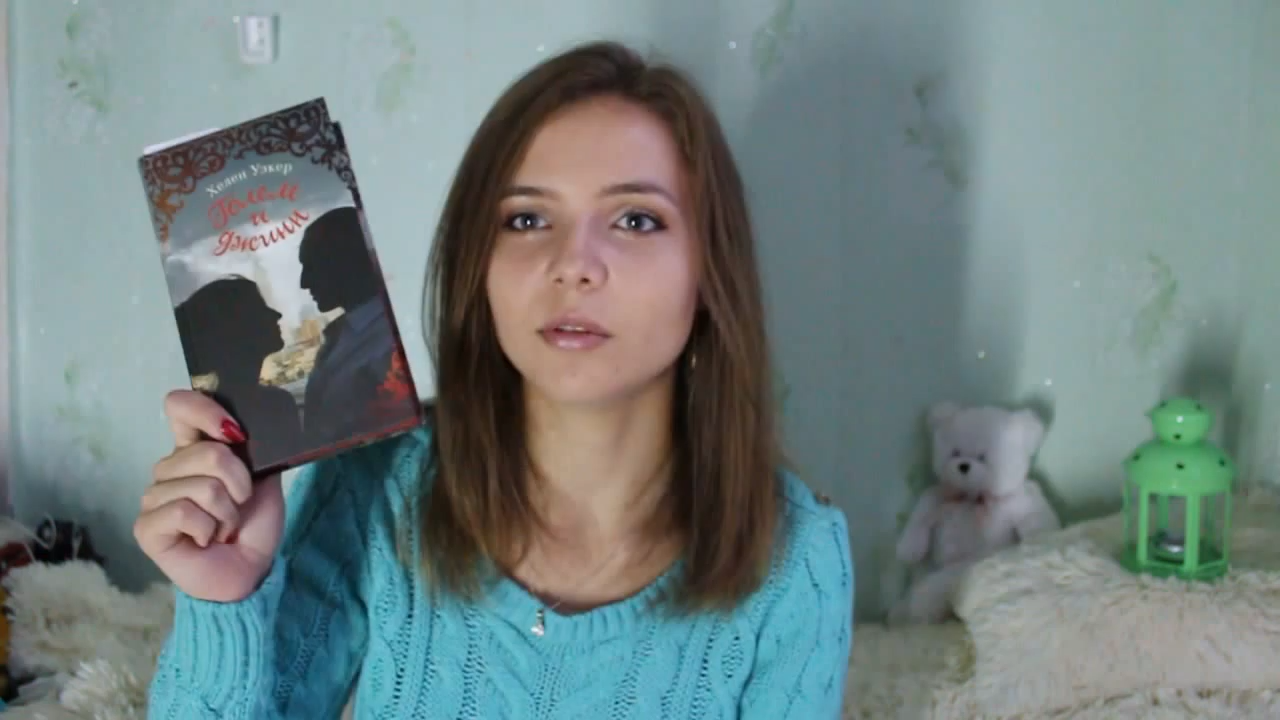 Хелен Уэкер
Голем
и
джинн